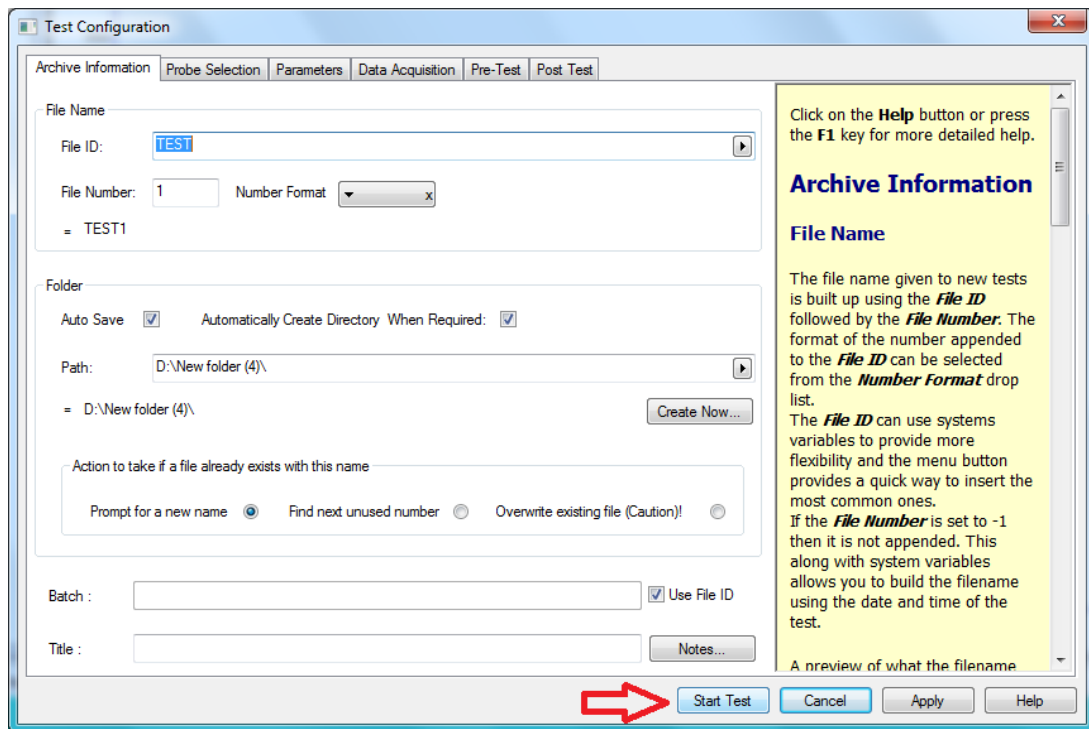 Test Configuration
x
Archive Information Probe Selection Parameters Data Acquisition Pre-Test Post Test
File Name
File ID: TEST
File Number: 1 Number Format x
= TEST1
Folder
Auto Save Automatically Create Directory When Required:
Path: D:\New folder (4)\
= D:\New folder (4)\
Create Now...
Action to take if a file already exists with this name
Prompt for a new name Find next unused number Overwrite existing file (Caution)!
Batch : Use File ID
Title : Notes...
Click on the Help button or press
the F1 key for more detailed help.
Archive Information
File Name
The file name given to new tests
is built up using the File ID
followed by the File Number. The
format of the number appended
to the File ID can be selected
from the Number Format drop
list.
The File ID can use systems
variables to provide more
flexibility and the menu button
provides a quick way to insert the
most common ones.
If the File Number is set to -1
then it is not appended. This
along with system variables
allows you to build the filename
using the date and time of the
test.
A preview of what the filename
Start Test Cancel Apply Help